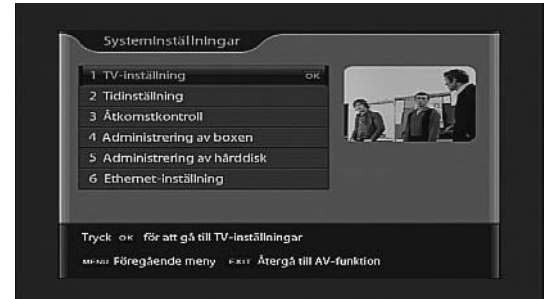 Systeminställningar
1 TV-inställning OK
2 Tidinställning
3 Åtkomstkontroll
4 Administrering av boxen
5 Administrering av hårddisk
6 Ethernet-inställning
Tryck OK för att gå till TV-inställningar
MENU Föregående meny EXIT Återgå till AV-funktion